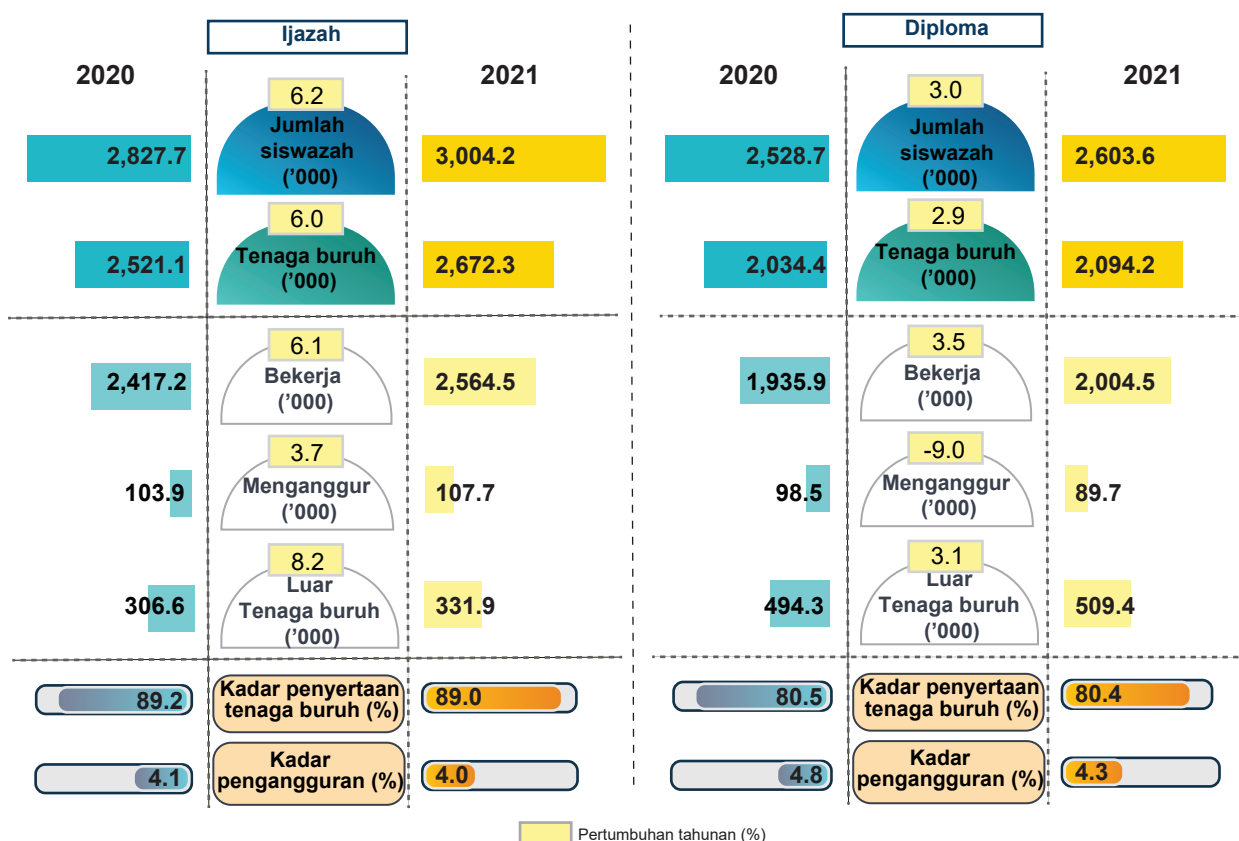 Ijazah
2020
2021
6.2
Jumlah
siswazah
('000)
2,827.7
3,004.2
6.0
Tenaga buruh
('000)
2,521.1
2,672.3
6.1
Bekerja
('000)
2,417.2
2,564.5
3.7
Menganggur
('000)
103.9
107.7
8.2
Luar
Tenaga buruh
('000)
306.6
331.9
89.2
Kadar penyertaan
tenaga buruh (%)
89.0
4.1
Kadar
pengangguran (%)
4.0
Diploma
2020
2021
3.0
Jumlah
siswazah
('000)
2,528.7
2,603.6
2.9
Tenaga buruh
('000)
2,034.4
2,094.2
3.5
Bekerja
('000)
1,935.9
2,004.5
-9.0
Menganggur
('000)
98.5
89.7
3.1
Luar
Tenaga buruh
('000)
494.3
509.4
80.5
Kadar penyertaan
tenaga buruh (%)
80.4
4.8
Kadar
pengangguran (%)
4.3
Pertumbuhan tahunan (%)